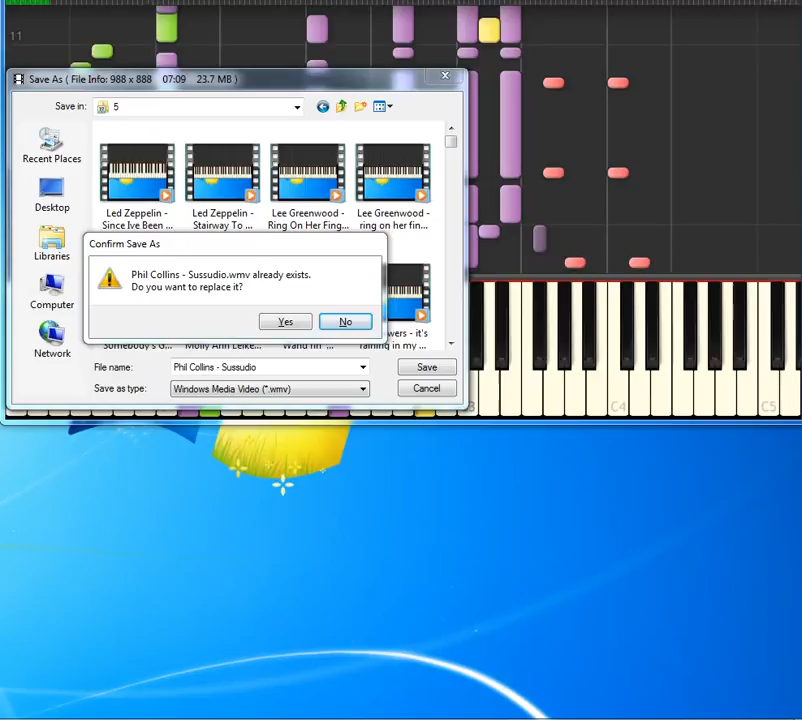 11
Save As ( File Info: 988 x 888    07:09    23.7 MB )
Save in:
5
Recent Places
Desktop
Libraries
Computer
Network
Led Zeppelin -
Since Ive Been ...
Led Zeppelin -
Stairway To ...
Lee Greenwood -
Ring On Her Fing...
Lee Greenwood -
ring on her fin...
Confirm Save As
Phil Collins - Sussudio.wmv already exists.
Do you want to replace it?
Yes
No
Somebody's G...
Molly Ann Leike...
- it's
raining in my ...
File name:
Phil Collins - Sussudio
Save
Save as type:
Windows Media Video (*.wmv)
Cancel
C4
C5